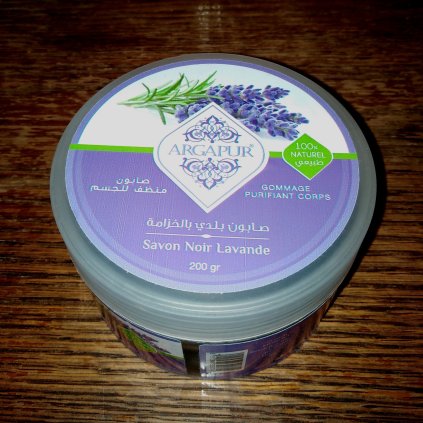 ARGAPUR
100% NATUREL
طبيعي
صابون
منظف للجسم
GOMMAGE
PURIFIANT CORPS
صابون بلدي بالخزامة
Savon Noir Lavande
200 gr